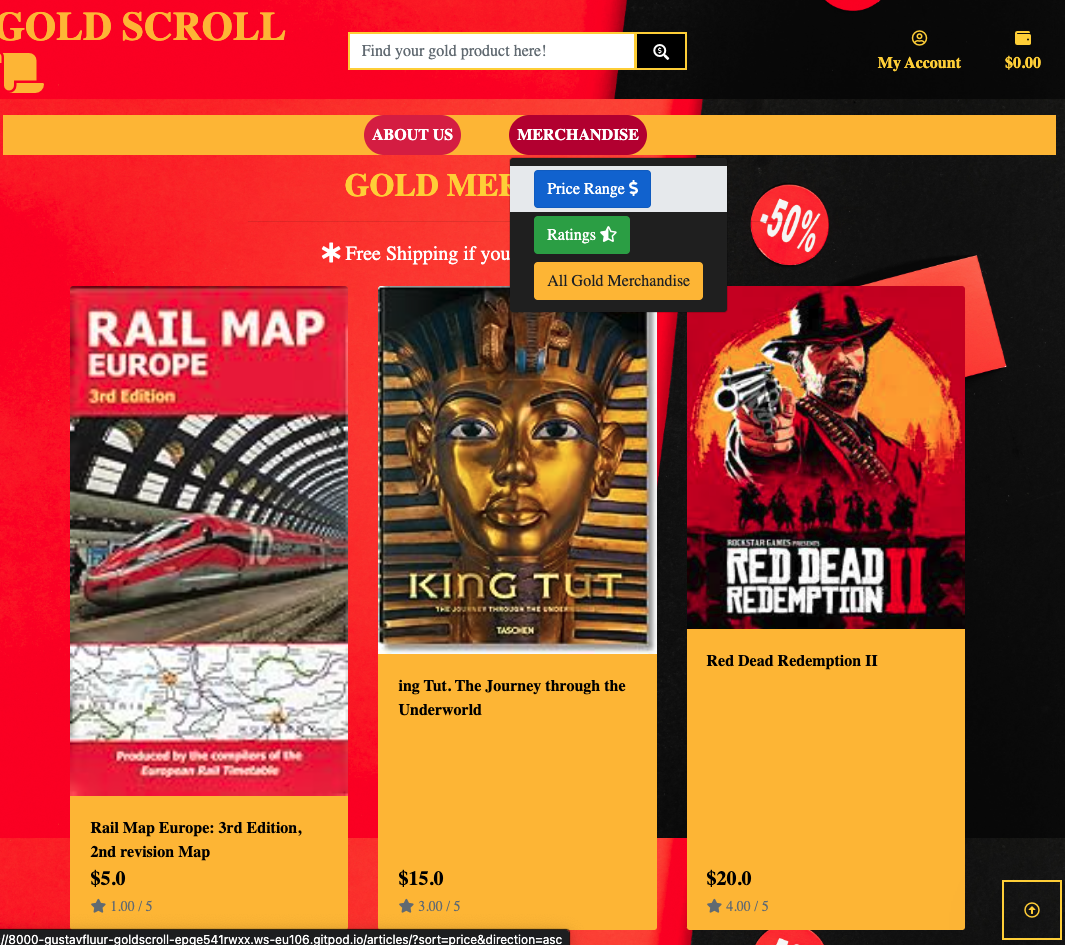 GOLD SCROLL
Find your gold product here!
My Account
$0.00
ABOUT US
MERCHANDISE
GOLD MER
Price Range $
-50%
Ratings
Free Shipping if you
All Gold Merchandise
RAIL MAP
EUROPE
3rd Edition
Produced by the compilers of the
European Rail Timetable
KING TUT
THE JOURNEY THROUGH THE UNDERW
TASCHEN
ROCKSTAR GAMES PRESENTS
RED DEAD
REDEMPTION II
Rail Map Europe: 3rd Edition,
2nd revision Map
$5.0
1.00 / 5
ing Tut. The Journey through the
Underworld
$15.0
3.00 / 5
Red Dead Redemption II
$20.0
4.00 / 5
//8000-gustavfluur-goldscroll-epqe541rwxx.ws-eu106.gitpod.io/articles/?sort=price&direction=asc